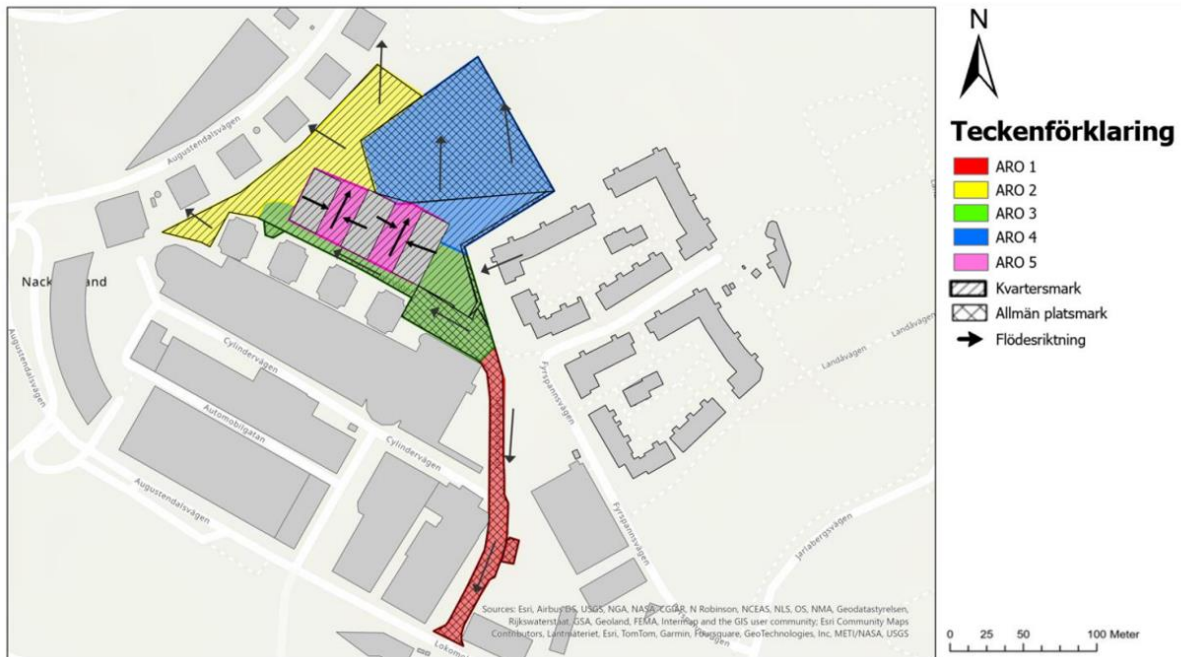 N
Teckenförklaring
ARO 1
ARO 2
ARO 3
ARO 4
ARO 5
Kvartersmark
Allmän platsmark
Flödesriktning
Augustendalsvägen
Augustendalsvägen
Cylindervägen
Automobilgatan
Cylindervägen
Augustendalsvägen
Fyrspannsvägen
Fyrspannsvägen
Landåvägen
Landåvägen
Jarlabergsvägen
Sources: Esri, Airbus DS, USGS, NGA, NASA, CGIAR, N Robinson, NCEAS, NLS, OS, NMA, Geodatastyrelsen,
Rijkswaterstaat, GSA, Geoland, FEMA, Intermap and the GIS user community; Esri Community Maps
Contributors, Lantmäteriet, Esri, TomTom, Garmin, Foursquare, GeoTechnologies, Inc, METI/NASA, USGS
0 25 50 100 Meter